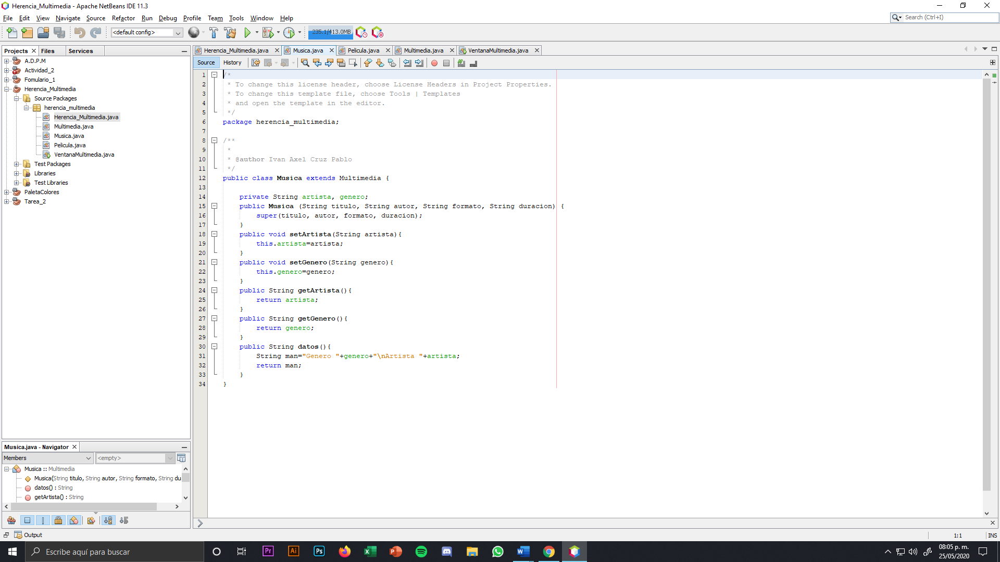 Herencia_Multimedia - Apache NetBeans IDE 11.3
File Edit View Navigate Source Refactor Run Debug Profile Team Tools Window Help
Search (Ctrl+I)
<default config>
235.1/413.0MB
Projects Files Services
A.D.P.M
Actividad_2
Fomulario_1
Herencia_Multimedia
Source Packages
herencia_multimedia
Herencia_Multimedia.java
Multimedia.java
Musica.java
Pelicula.java
VentanaMultimedia.java
Test Packages
Libraries
Test Libraries
PaletaColores
Tarea_2
Herencia_Multimedia.java Musica.java Pelicula.java Multimedia.java VentanaMultimedia.java
Source History
1 /*
2 * To change this license header, choose License Headers in Project Properties.
3 * To change this template file, choose Tools | Templates
4 * and open the template in the editor.
5 */
6 package herencia_multimedia;
7
8 /**
9 *
10 * @author Ivan Axel Cruz Pablo
11 */
12 public class Musica extends Multimedia {
13
14 private String artista, genero;
15 public Musica (String titulo, String autor, String formato, String duracion) {
16 super(titulo, autor, formato, duracion);
17 }
18 public void setArtista(String artista){
19 this.artista=artista;
20 }
21 public void setGenero(String genero){
22 this.genero=genero;
23 }
24 public String getArtista(){
25 return artista;
26 }
27 public String getGenero(){
28 return genero;
29 }
30 public String datos(){
31 String man="Genero "+genero+"\nArtista "+artista;
32 return man;
33 }
34 }
Musica.java - Navigator
Members <empty>
Musica :: Multimedia
Musica(String titulo, String autor, String formato, String du
datos() : String
getArtista() : String
Output
1:1 INS
Escribe aquí para buscar
Pr Ai Ps
08:05 p. m.
25/05/2020